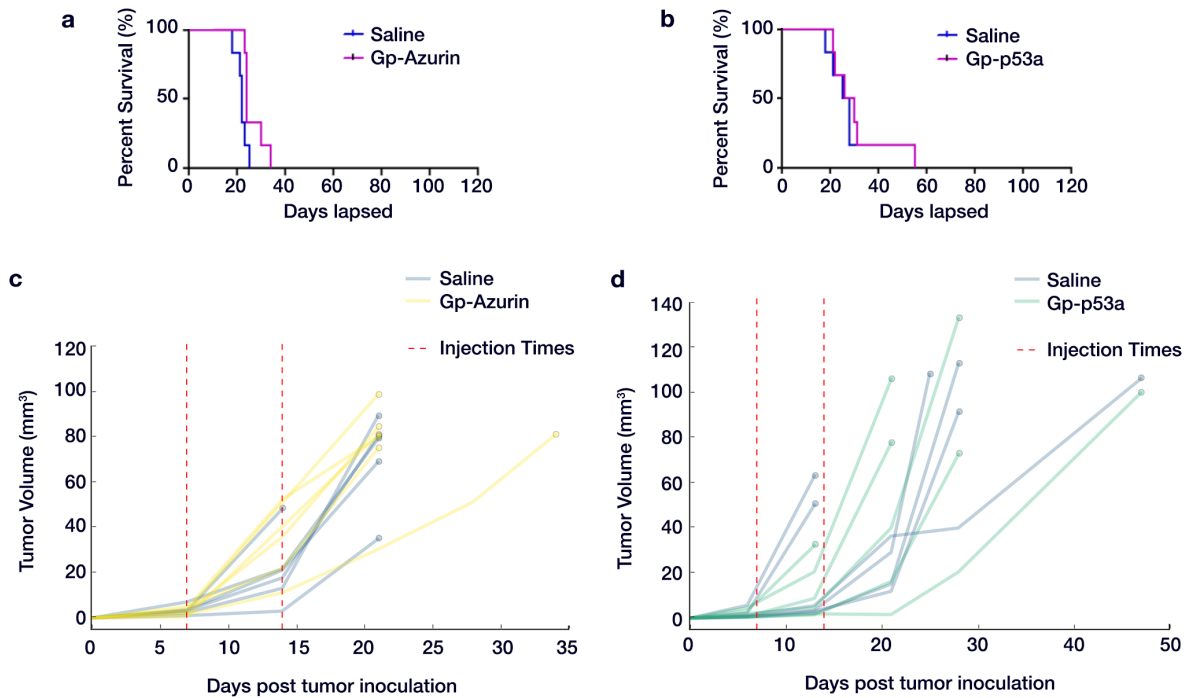 a
Saline
Gp-Azurin
Percent Survival (%)
100
50
0
0 20 40 60 80 100 120
Days lapsed
b
Saline
Gp-p53a
Percent Survival (%)
100
50
0
0 20 40 60 80 100 120
Days lapsed
c
Saline
Gp-Azurin
Injection Times
Tumor Volume (mm³)
120
100
80
60
40
20
0
0 5 10 15 20 25 30 35
Days post tumor inoculation
d
Saline
Gp-p53a
Injection Times
Tumor Volume (mm³)
140
120
100
80
60
40
20
0
0 10 20 30 40 50
Days post tumor inoculation